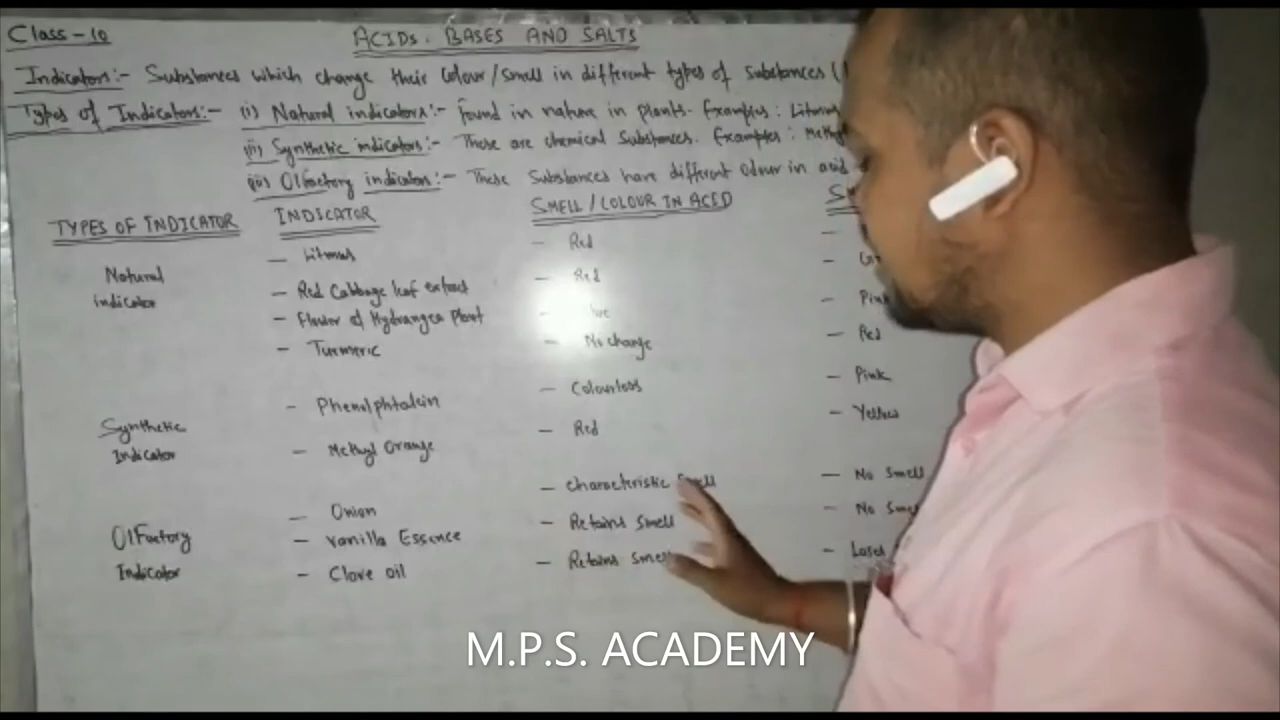 Class-10
ACIDS, BASES AND SALTS
Indicators:- Substances which change their Colour/Smell in different types of substances (
Types of Indicators:- (i) Natural indicators:- found in nature in plants. Examples: Litmus
(ii) Synthetic indicators:- These are chemical Substances. Examples: Methyl
(iii) Olfactory indicators:- These Substances have different odour in acid
TYPES OF INDICATOR INDICATOR SMELL/COLOUR IN ACID
Natural indicator
- Litmus - Red -
- Red Cabbage leaf extract - Red -
- Flower of Hydrangea Plant - - Pink
- Turmeric - No change - Red
Synthetic Indicator
- Phenolphtalein - Colourless - Pink
- Methyl Orange - Red - Yellow
Olfactory Indicator
- Onion - Characteristic Smell - No Smell
- Vanilla Essence - Retains Smell - No
- Clove oil - Retains Smell - Loses
M.P.S. ACADEMY